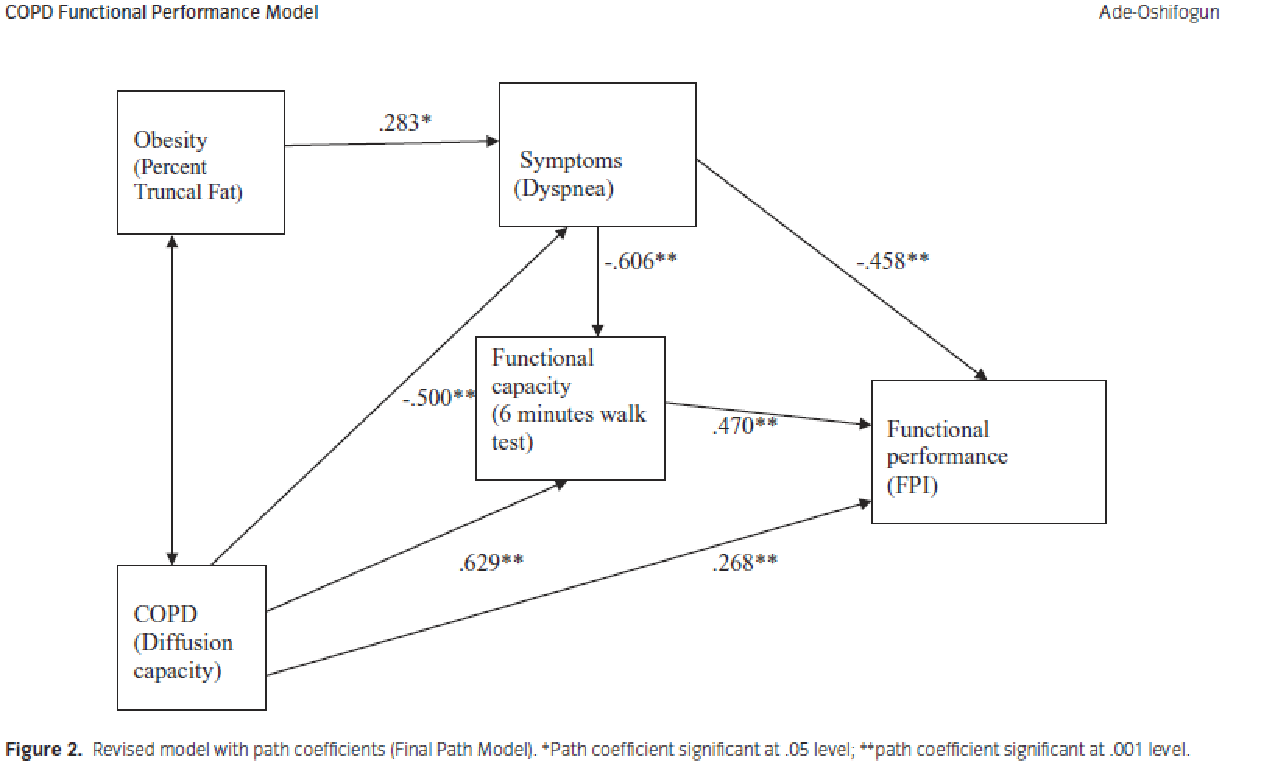 COPD Functional Performance Model
Ade-Oshifogun
Obesity
(Percent
Truncal Fat)
.283*
Symptoms
(Dyspnea)
-.606**
-.458**
Functional
capacity
(6 minutes walk
test)
-.500**
.470**
Functional
performance
(FPI)
.629**
.268**
COPD
(Diffusion
capacity)
Figure 2. Revised model with path coefficients (Final Path Model). *Path coefficient significant at .05 level; **path coefficient significant at .001 level.